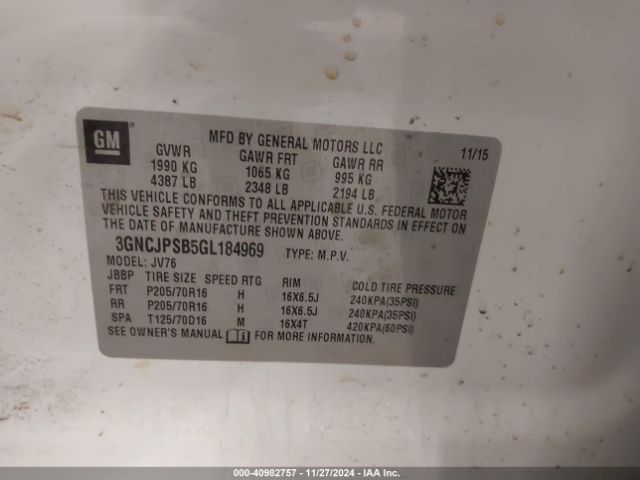 GM
MFD BY GENERAL MOTORS LLC
11/15
GVWR GAWR FRT GAWR RR
1990 KG 1065 KG 995 KG
4387 LB 2348 LB 2194 LB
THIS VEHICLE CONFORMS TO ALL APPLICABLE U.S. FEDERAL MOTOR
VEHICLE SAFETY AND THEFT PREVENTION STANDARDS IN EFFECT ON
THE DATE OF MANUFACTURE SHOWN ABOVE.
3GNCJPSB5GL184969 TYPE: M.P.V.
MODEL: JV76
JBBP TIRE SIZE SPEED RTG RIM COLD TIRE PRESSURE
FRT P205/70R16 H 16X6.5J 240KPA(35PSI)
RR P205/70R16 H 16X6.5J 240KPA(35PSI)
SPA T125/70D16 M 16X4T 420KPA(60PSI)
SEE OWNER'S MANUAL FOR MORE INFORMATION.
000-40982757 - 11/27/2024 - IAA Inc.